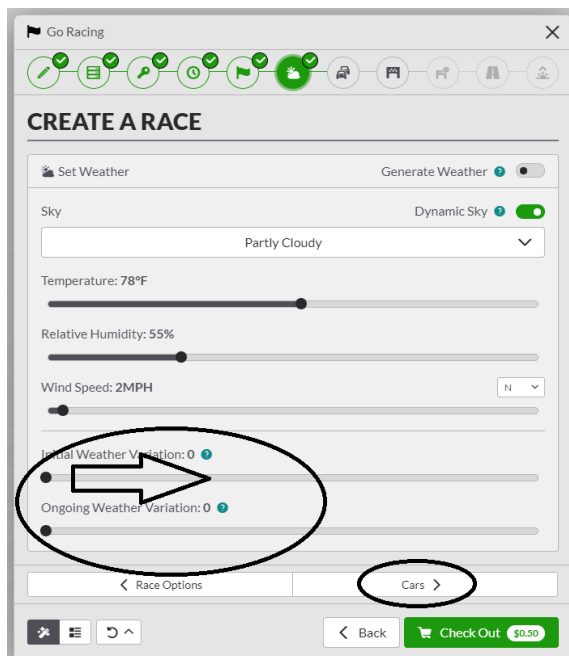 Go Racing
CREATE A RACE
Set Weather Generate Weather ?
Sky Dynamic Sky ?
Partly Cloudy
Temperature: 78°F
Relative Humidity: 55%
Wind Speed: 2MPH N
Initial Weather Variation: 0 ?
Ongoing Weather Variation: 0 ?
Race Options Cars
Back Check Out $0.50